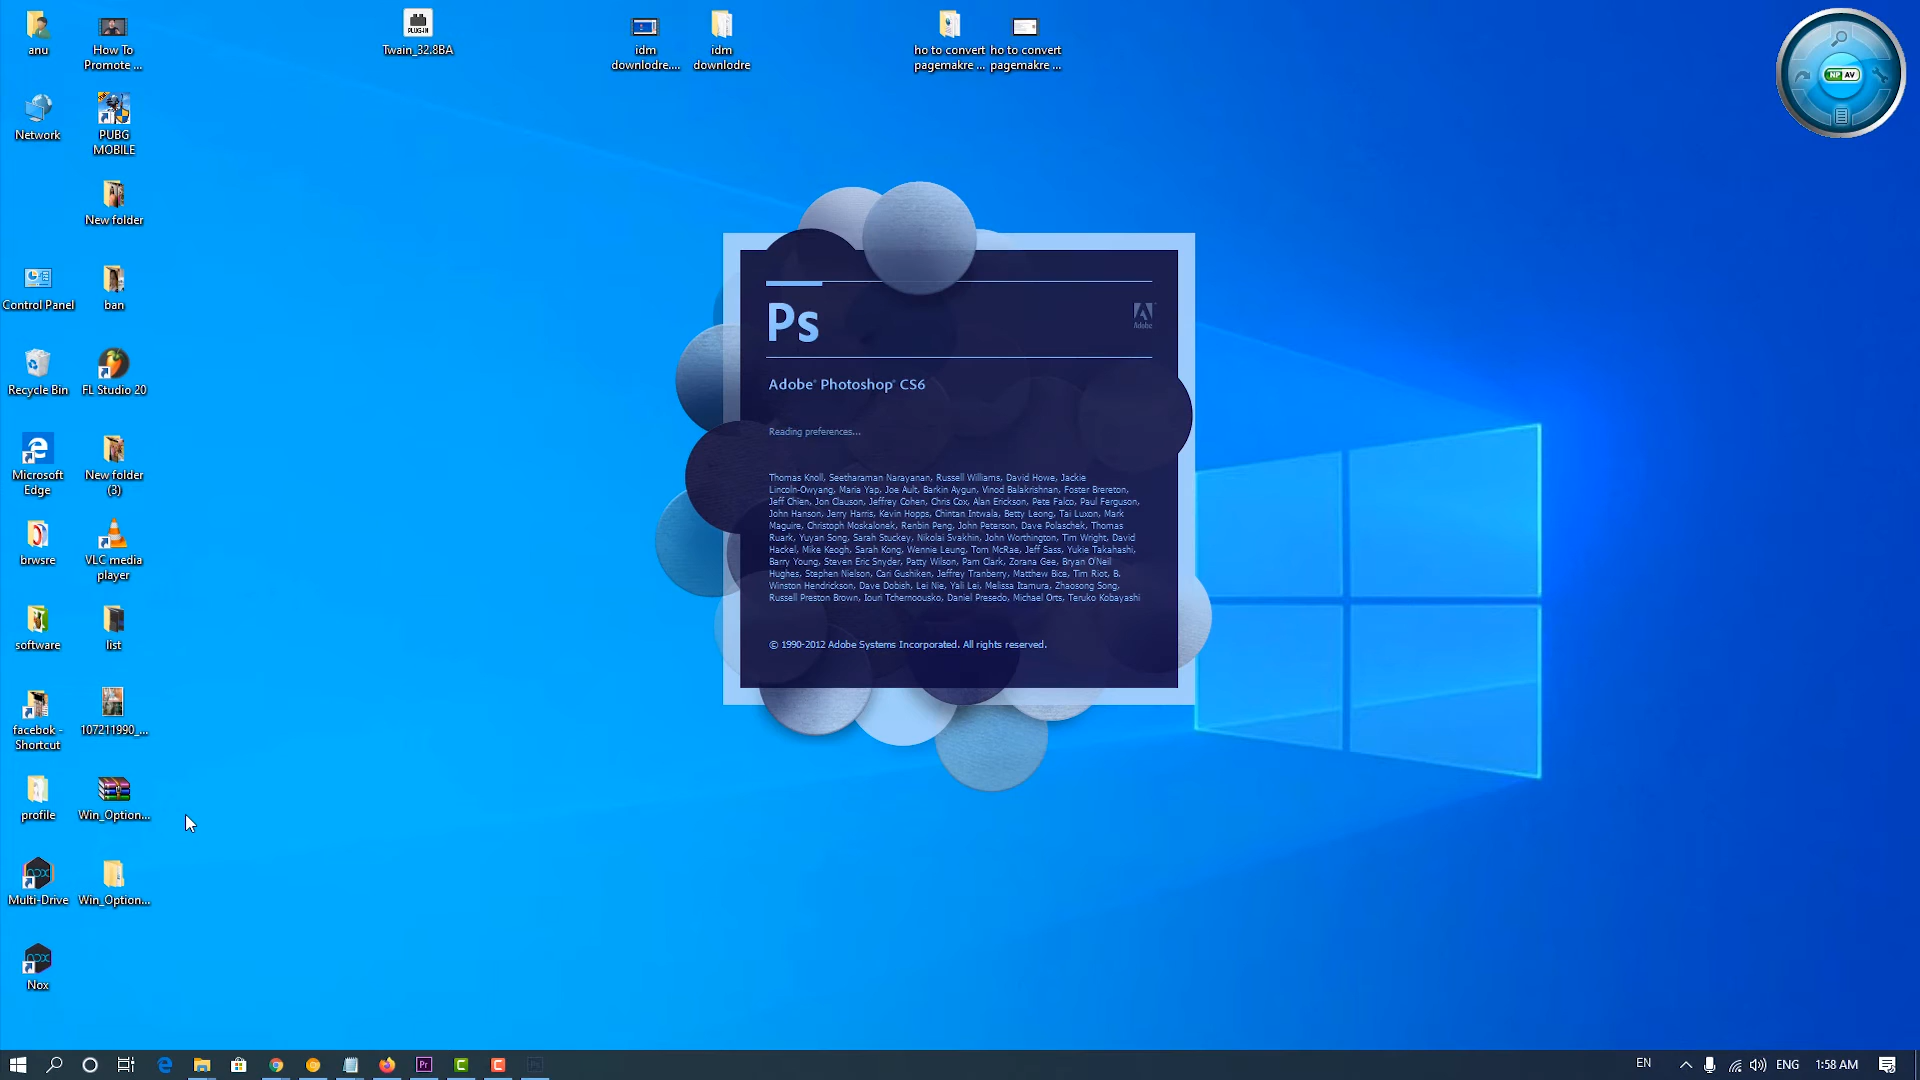 anu
How To
Promote ...
Twain_32.8BA
PLUG-IN
idm
downlodre....
idm
downlodre
ho to convert
pagemakre ...
ho to convert
pagemakre ...
NP AV
Network
PUBG
MOBILE
New folder
Control Panel
ban
Recycle Bin
FL Studio 20
Microsoft
Edge
New folder
(3)
brwsre
VLC media
player
software
list
facebok -
Shortcut
107211990_...
profile
Win_Option...
Multi-Drive
Win_Option...
Nox
Ps
Adobe
Adobe® Photoshop® CS6
Reading preferences...
Thomas Knoll, Seetharaman Narayanan, Russell Williams, David Howe, Jackie
Lincoln-Owyang, Maria Yap, Joe Ault, Barkin Aygun, Vinod Balakrishnan, Foster Brereton,
Jeff Chien, Jon Clauson, Jeffrey Cohen, Chris Cox, Alan Erickson, Pete Falco, Paul Ferguson,
John Hanson, Jerry Harris, Kevin Hopps, Chintan Intwala, Betty Leong, Tai Luxon, Mark
Maguire, Christoph Moskalonek, Renbin Peng, John Peterson, Dave Polaschek, Thomas
Ruark, Yuyan Song, Sarah Stuckey, Nikolai Svakhin, John Worthington, Tim Wright, David
Hackel, Mike Keogh, Sarah Kong, Wennie Leung, Tom McRae, Jeff Sass, Yukie Takahashi,
Barry Young, Steven Eric Snyder, Patty Wilson, Pam Clark, Zorana Gee, Bryan O'Neil
Hughes, Stephen Nielson, Cari Gushiken, Jeffrey Tranberry, Matthew Bice, Tim Riot, B.
Winston Hendrickson, Dave Dobish, Lei Nie, Yali Lei, Melissa Itamura, Zhaosong Song,
Russell Preston Brown, Iouri Tchernoousko, Daniel Presedo, Michael Orts, Teruko Kobayashi
© 1990-2012 Adobe Systems Incorporated. All rights reserved.
Pr
Ps
EN
ENG
1:58 AM